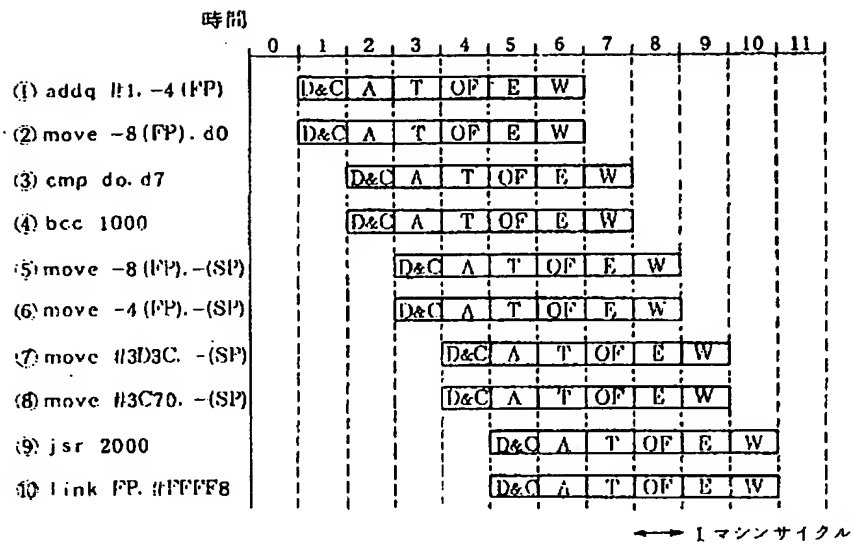 時間
0 1 2 3 4 5 6 7 8 9 10 11
(1) addq #1. -4(FP) D&C A T OF E W
(2) move -8(FP). d0 D&C A T OF E W
(3) cmp do. d7 D&C A T OF E W
(4) bcc 1000 D&C A T OF E W
(5) move -8(FP). -(SP) D&C A T OF E W
(6) move -4(FP). -(SP) D&C A T OF E W
(7) move #3D3C. -(SP) D&C A T OF E W
(8) move #3C70. -(SP) D&C A T OF E W
(9) jsr 2000 D&C A T OF E W
(10) link FP. #FFFF8 D&C A T OF E W
1 マシンサイクル